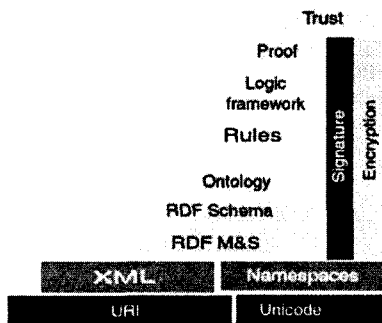 Trust
Proof
Logic
framework
Rules
Ontology
RDF Schema
RDF M&S
Signature
Encryption
XML
Namespaces
URI
Unicode